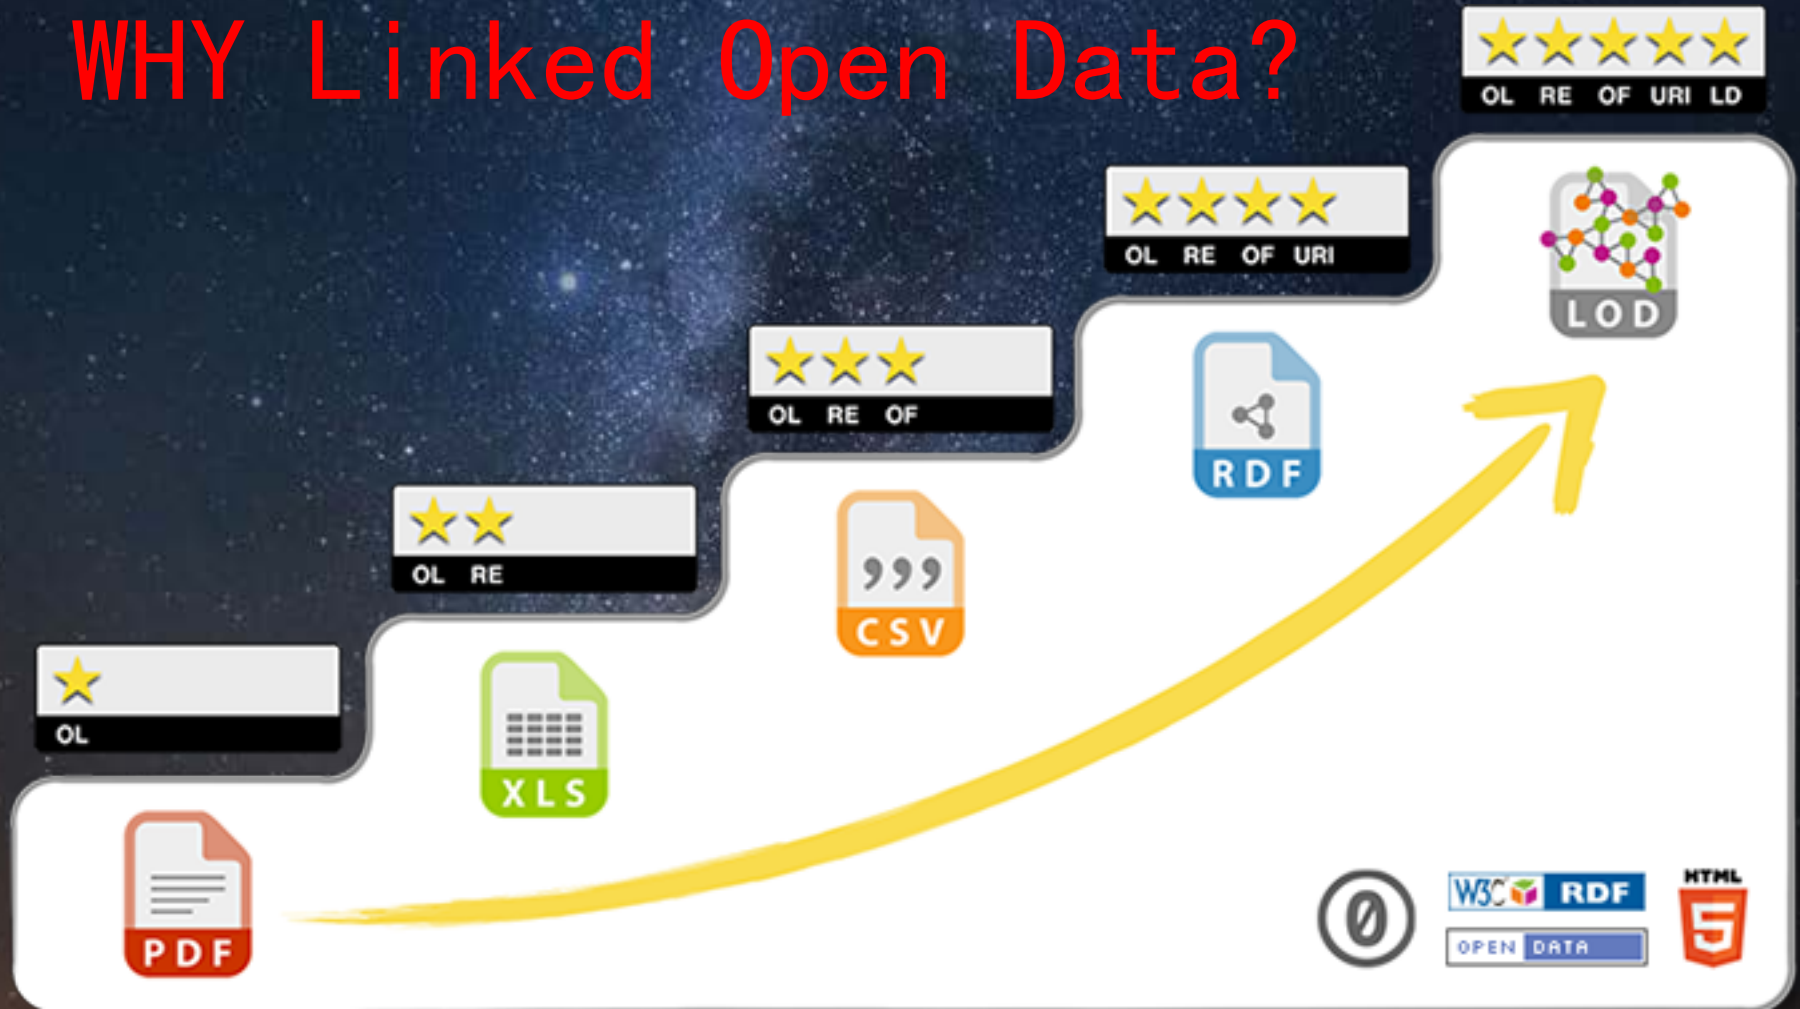 WHY Linked Open Data?
OL RE OF URI LD
LOD
OL RE OF URI
RDF
OL RE OF
CSV
OL RE
XLS
OL
PDF
0
W3C RDF
OPEN DATA
HTML
5